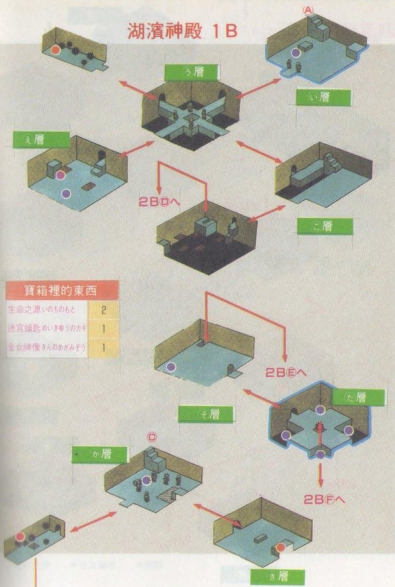 湖濱神殿 1B
Ⓐ
う層
い層
え層
2BⒹへ
こ層
寶箱裡的東西
生命之源いのちのもと 2
迷宮鑰匙めいきゅうのカギ 1
金女神像きんのめがみぞう 1
2BⒺへ
た層
そ層
か層
Ⓓ
2BⒻへ
き層